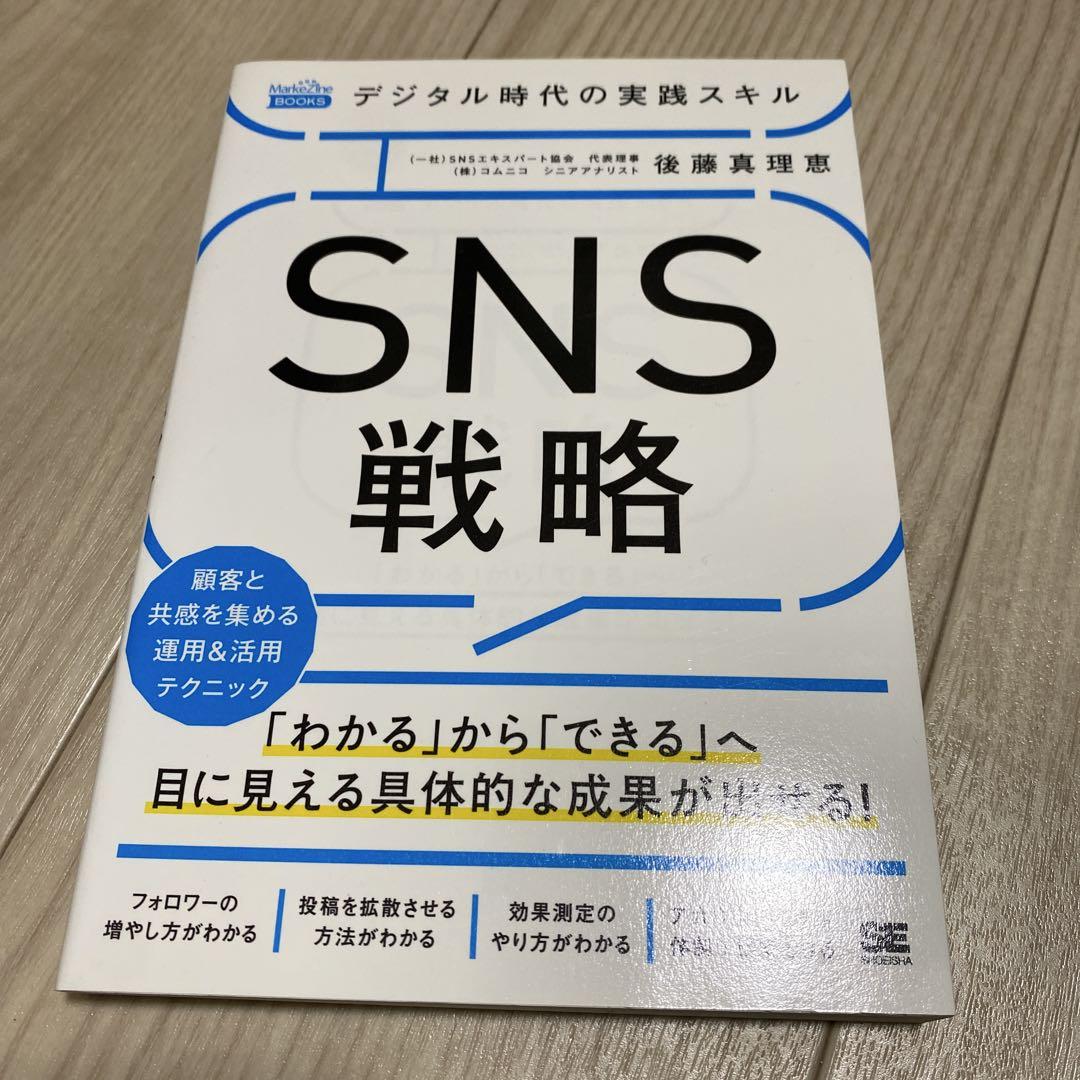 MarkeZine
BOOKS
デジタル時代の実践スキル
(一社)SNSエキスパート協会 代表理事
(株)コムニコ シニアアナリスト
後藤真理恵
SNS
戦略
顧客と
共感を集める
運用&活用
テクニック
「わかる」から「できる」へ
目に見える具体的な成果が出せる!
フォロワーの
増やし方がわかる
投稿を拡散させる
方法がわかる
効果測定の
やり方がわかる
SE
SHOEISHA